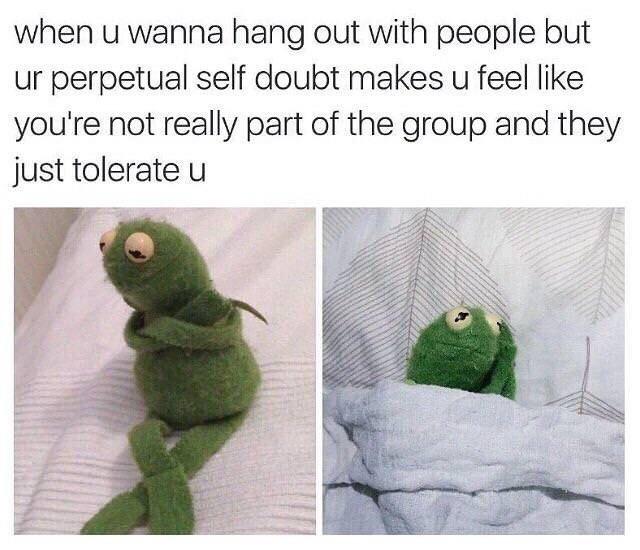 when u wanna hang out with people but
ur perpetual self doubt makes u feel like
you're not really part of the group and they
just tolerate u